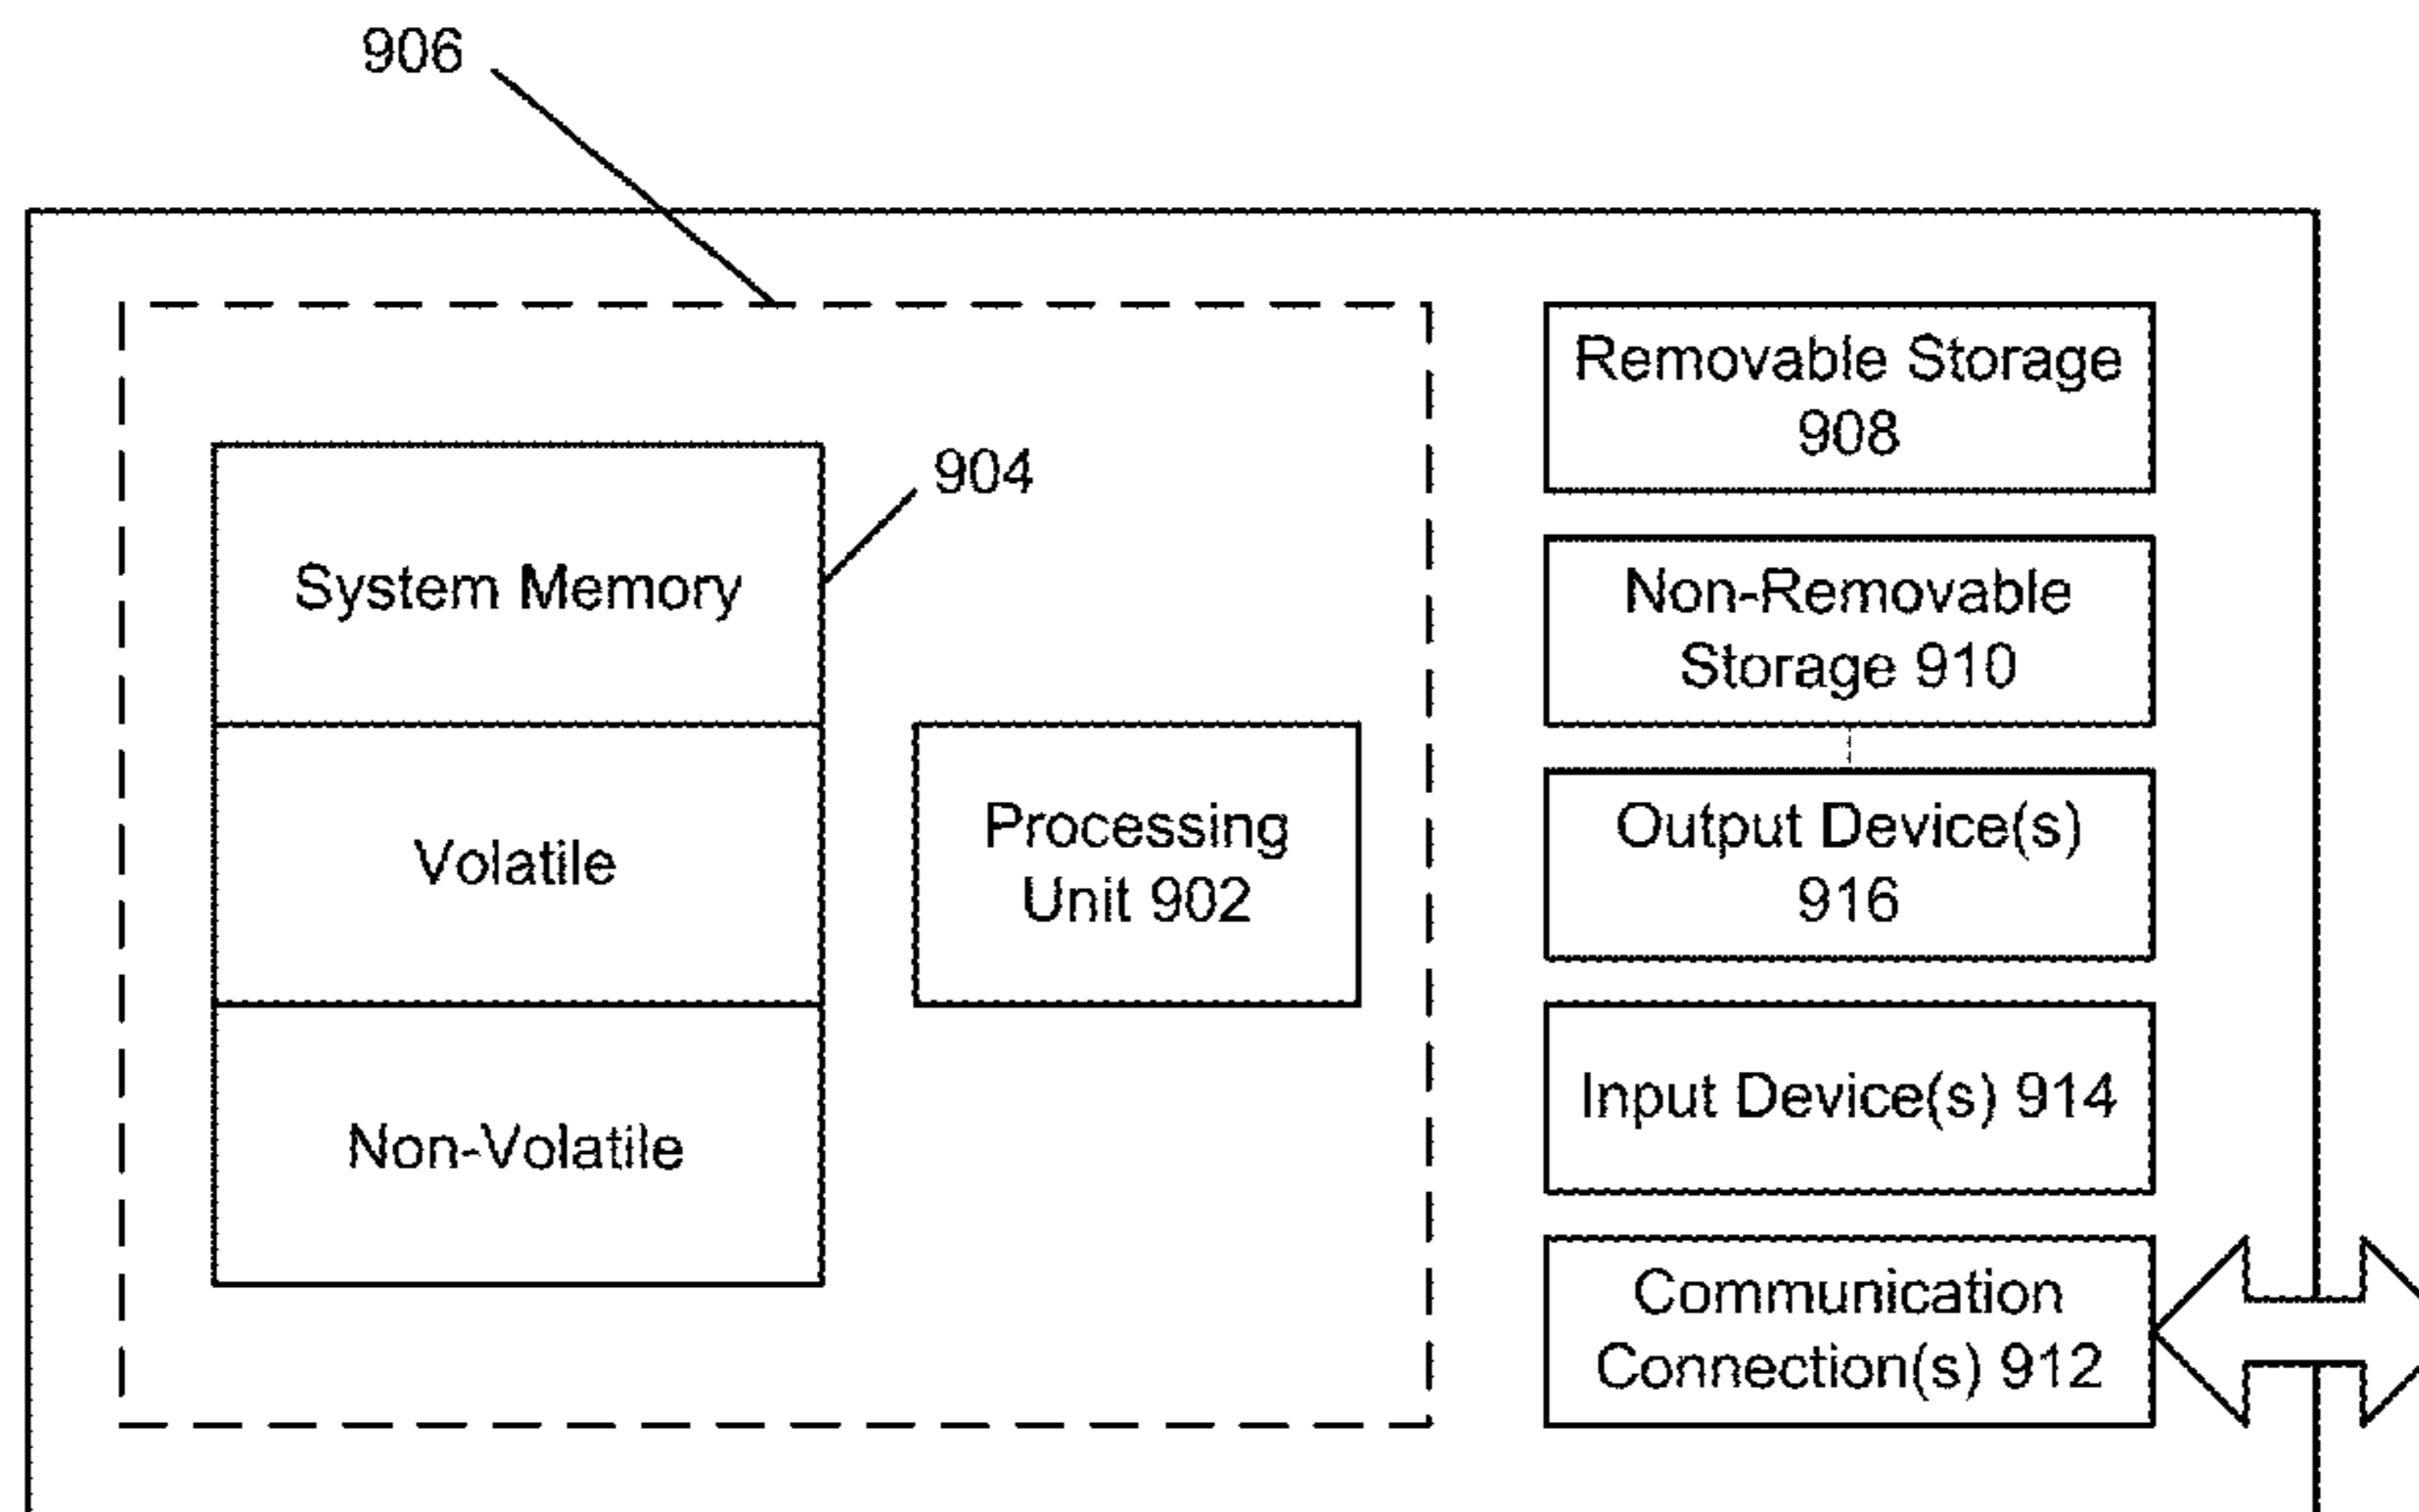 906
904
System Memory
Volatile
Non-Volatile
Processing
Unit 902
Removable Storage
908
Non-Removable
Storage 910
Output Device(s)
916
Input Device(s) 914
Communication
Connection(s) 912